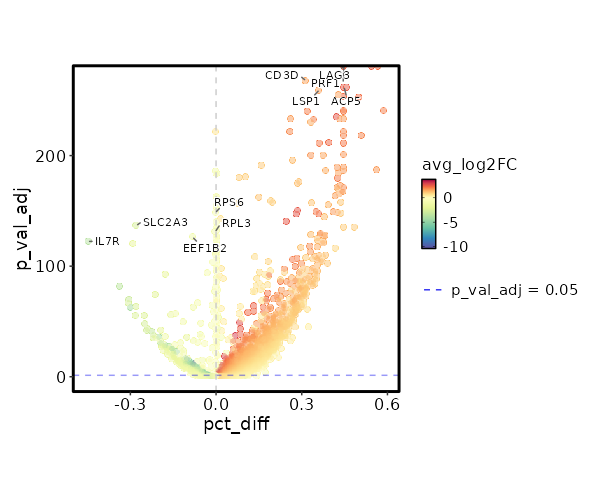 CD3D
LAG3
PRF1
LSP1
ACP5
RPS6
SLC2A3
RPL3
IL7R
EEF1B2
p_val_adj
200
100
0
-0.3
0.0
0.3
0.6
pct_diff
avg_log2FC
0
-5
-10
p_val_adj = 0.05